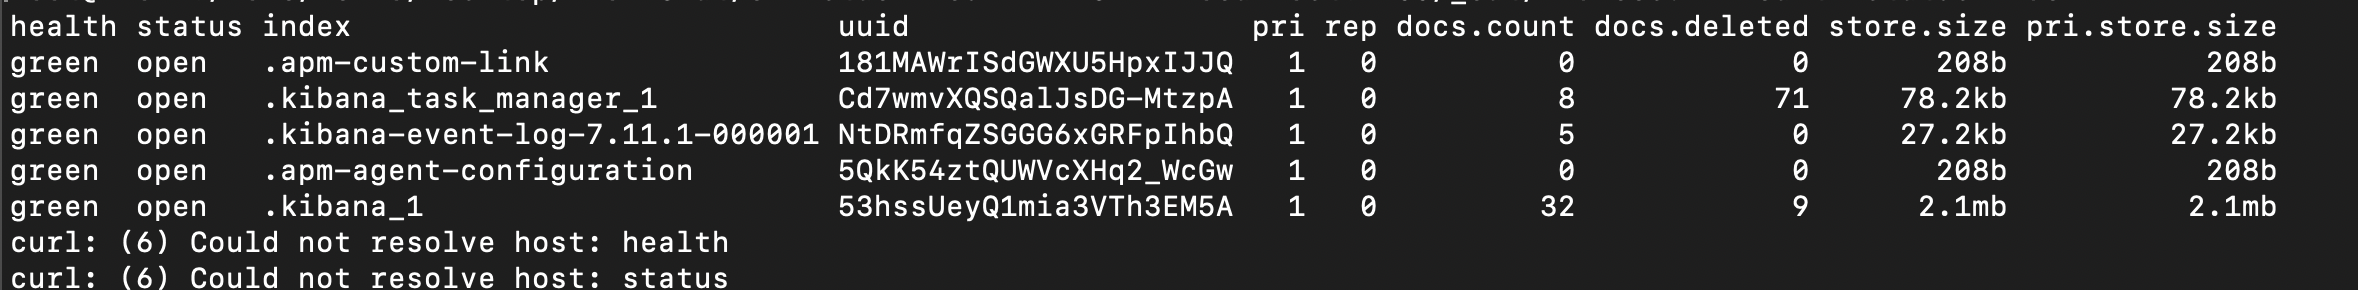 health status index                           uuid                   pri rep docs.count docs.deleted store.size pri.store.size
green  open   .apm-custom-link                181MAWrISdGWXU5HpxIJJQ   1   0          0            0       208b           208b
green  open   .kibana_task_manager_1          Cd7wmvXQSQalJsDG-MtzpA   1   0          8           71     78.2kb         78.2kb
green  open   .kibana-event-log-7.11.1-000001 NtDRmfqZSGGG6xGRFpIhbQ   1   0          5            0     27.2kb         27.2kb
green  open   .apm-agent-configuration        5QkK54ztQUWVcXHq2_WcGw   1   0          0            0       208b           208b
green  open   .kibana_1                       53hssUeyQ1mia3VTh3EM5A   1   0         32            9      2.1mb          2.1mb
curl: (6) Could not resolve host: health
curl: (6) Could not resolve host: status